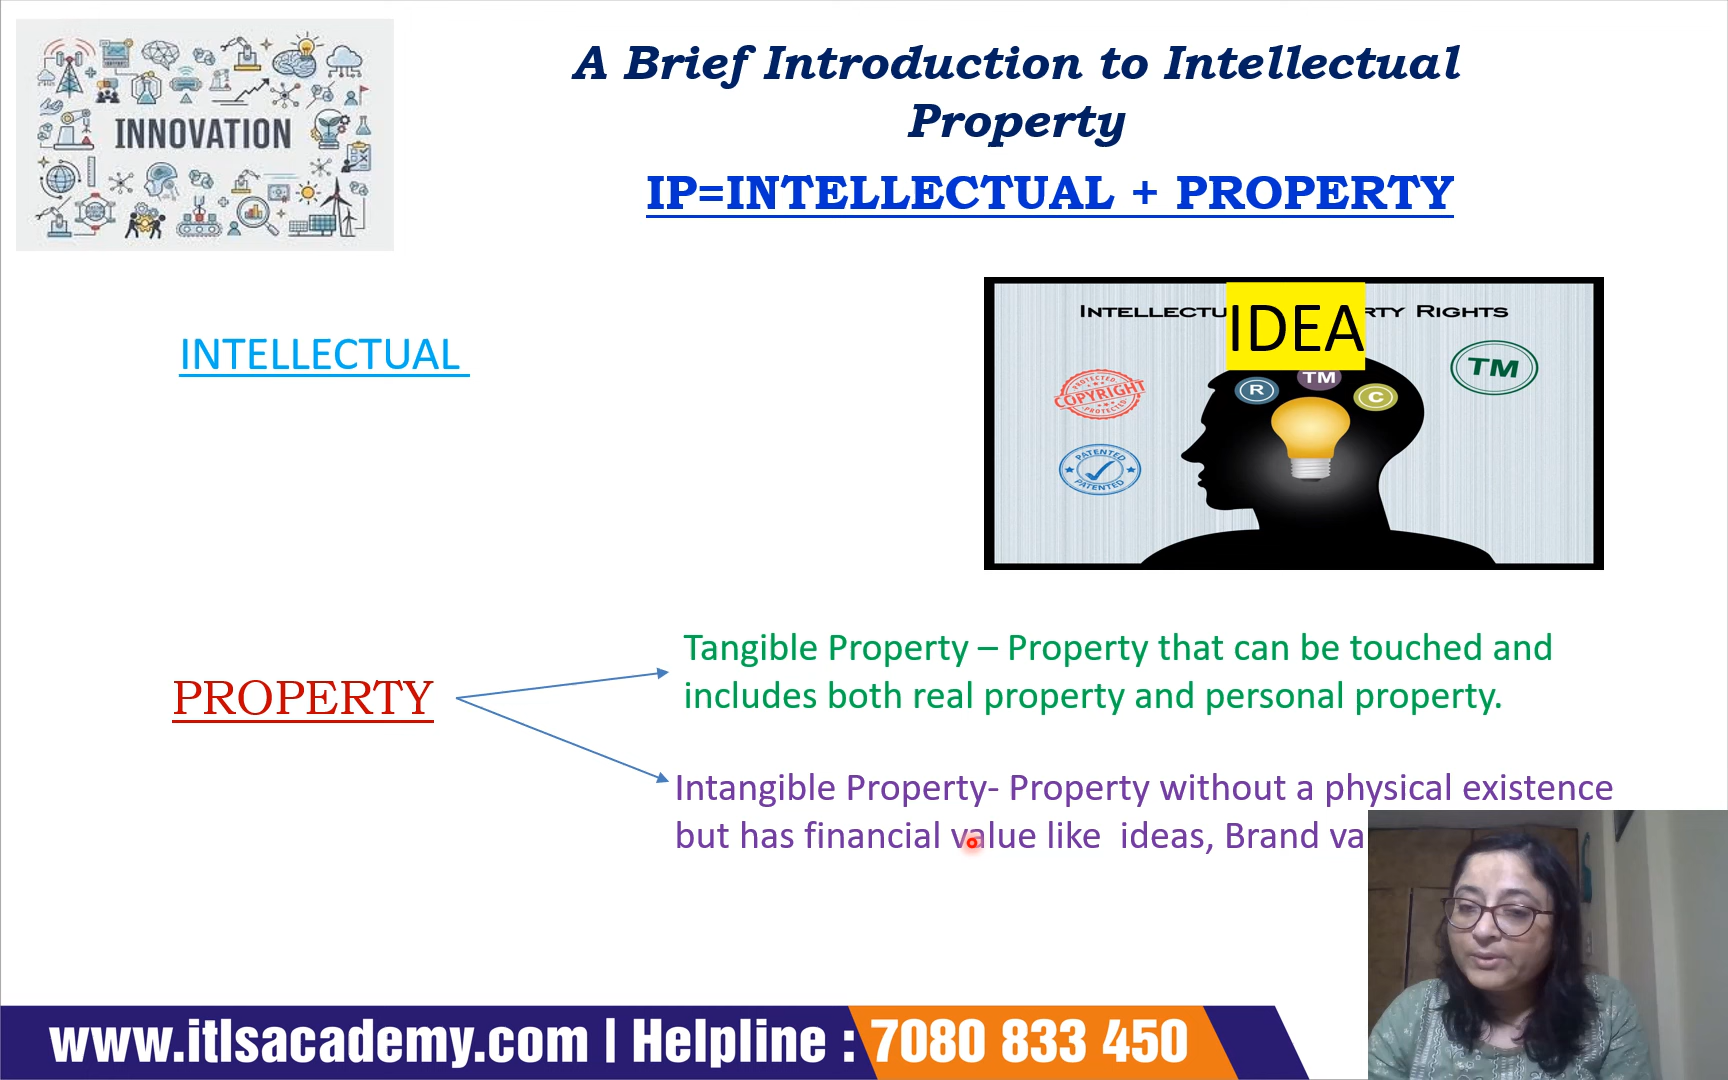 INNOVATION
A Brief Introduction to Intellectual
Property
IP=INTELLECTUAL + PROPERTY
INTELLECTUAL
IDEA
RIGHTS
TM
R
TM
C
PROTECTED
COPYRIGHT
PROTECTED
PATENTED
PATENTED
PROPERTY
Tangible Property – Property that can be touched and
includes both real property and personal property.
Intangible Property- Property without a physical existence
but has financial value like ideas, Brand
www.itlsacademy.com | Helpline : 7080 833 450